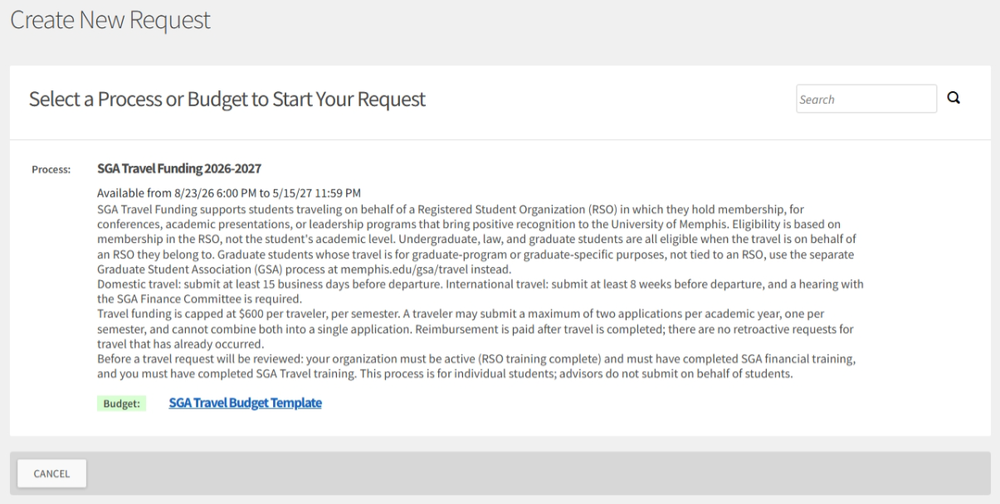 Create New Request
Select a Process or Budget to Start Your Request
Search
Process:
SGA Travel Funding 2026-2027
Available from 8/23/26 6:00 PM to 5/15/27 11:59 PM
SGA Travel Funding supports students traveling on behalf of a Registered Student Organization (RSO) in which they hold membership, for
conferences, academic presentations, or leadership programs that bring positive recognition to the University of Memphis. Eligibility is based on
membership in the RSO, not the student's academic level. Undergraduate, law, and graduate students are all eligible when the travel is on behalf of
an RSO they belong to. Graduate students whose travel is for graduate-program or graduate-specific purposes, not tied to an RSO, use the separate
Graduate Student Association (GSA) process at memphis.edu/gsa/travel instead.
Domestic travel: submit at least 15 business days before departure. International travel: submit at least 8 weeks before departure, and a hearing with
the SGA Finance Committee is required.
Travel funding is capped at $600 per traveler, per semester. A traveler may submit a maximum of two applications per academic year, one per
semester, and cannot combine both into a single application. Reimbursement is paid after travel is completed; there are no retroactive requests for
travel that has already occurred.
Before a travel request will be reviewed: your organization must be active (RSO training complete) and must have completed SGA financial training,
and you must have completed SGA Travel training. This process is for individual students; advisors do not submit on behalf of students.
Budget:
SGA Travel Budget Template
CANCEL